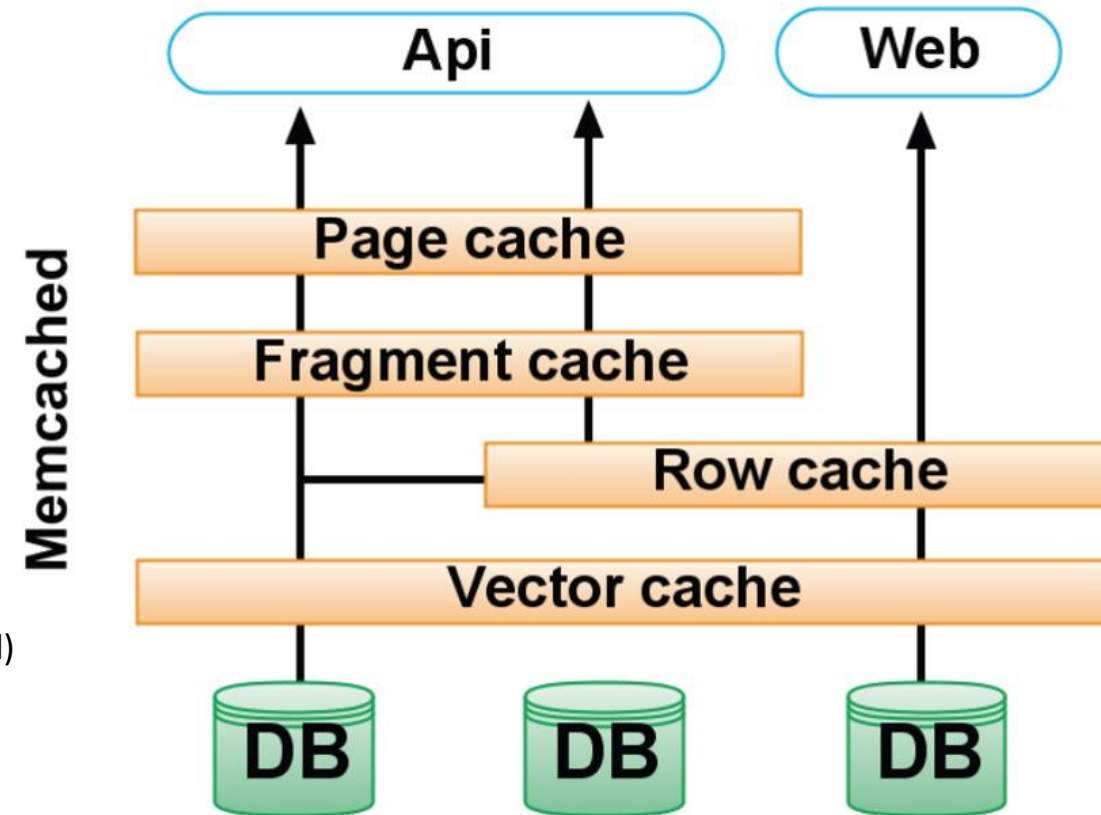 Api
Web
Page cache
Fragment cache
Row cache
Vector cache
Memcached
DB
DB
DB